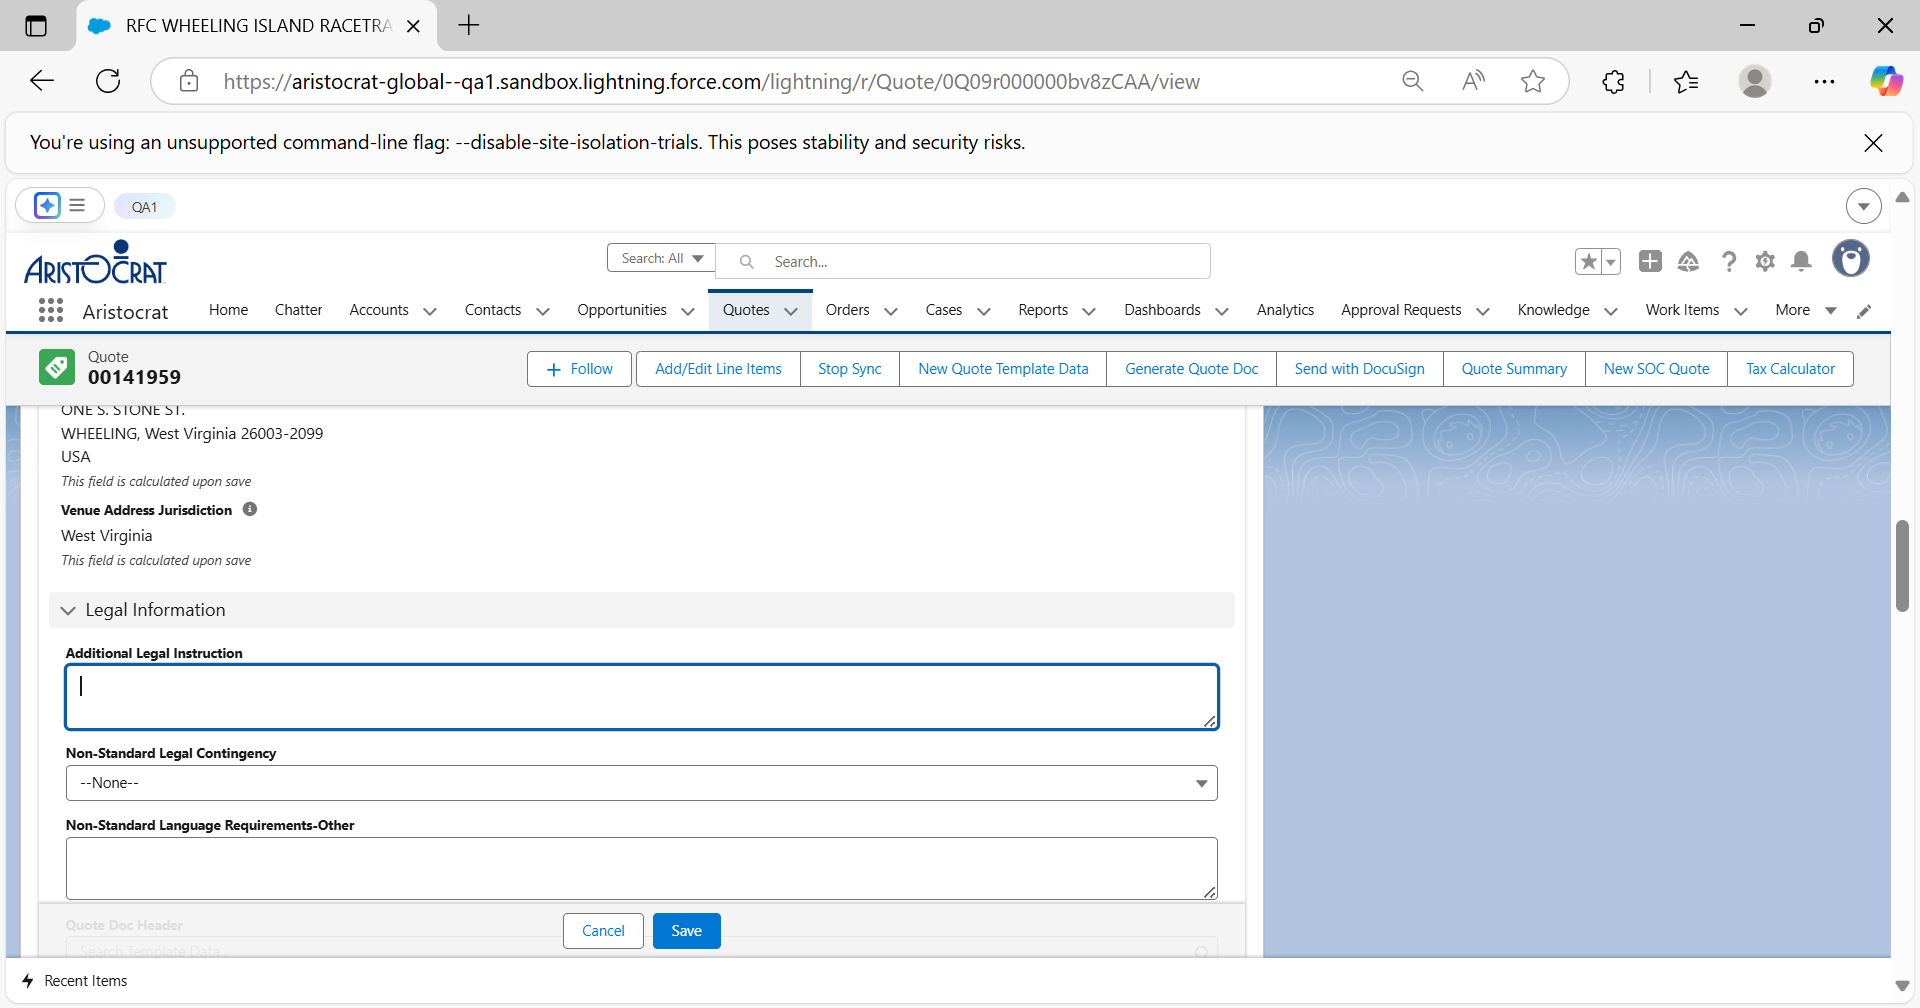 RFC WHEELING ISLAND RACETRA
https://aristocrat-global--qa1.sandbox.lightning.force.com/lightning/r/Quote/0Q09r000000bv8zCAA/view
You're using an unsupported command-line flag: --disable-site-isolation-trials. This poses stability and security risks.
QA1
ARISTOCRAT
Search: All
Search...
Aristocrat
Home Chatter Accounts Contacts Opportunities Quotes Orders Cases Reports Dashboards Analytics Approval Requests Knowledge Work Items More
Quote
00141959
Follow Add/Edit Line Items Stop Sync New Quote Template Data Generate Quote Doc Send with DocuSign Quote Summary New SOC Quote Tax Calculator
ONE S. STONE ST.
WHEELING, West Virginia 26003-2099
USA
This field is calculated upon save
Venue Address Jurisdiction
West Virginia
This field is calculated upon save
Legal Information
Additional Legal Instruction
Non-Standard Legal Contingency
--None--
Non-Standard Language Requirements-Other
Quote Doc Header
Search Template Data...
Cancel Save
Recent Items